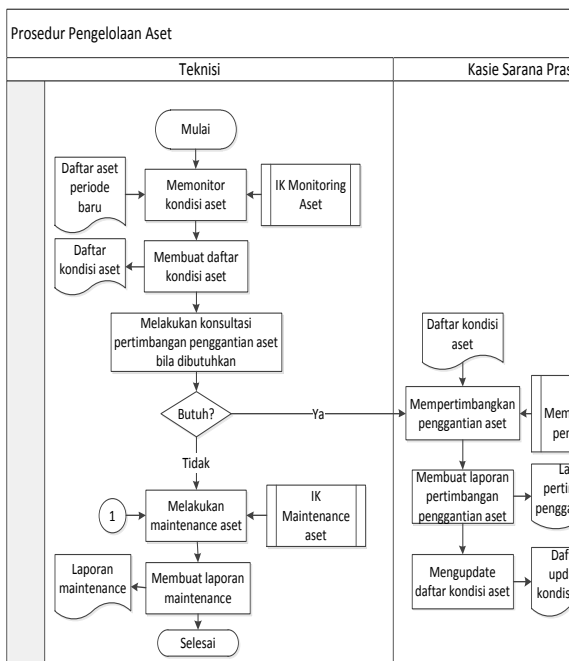 Prosedur Pengelolaan Aset
Teknisi
Kasie Sarana
Mulai
Daftar aset
periode
baru
Memonitor
kondisi aset
IK Monitoring
Aset
Daftar
kondisi aset
Membuat daftar
kondisi aset
Melakukan konsultasi
pertimbangan penggantian aset
bila dibutuhkan
Butuh?
Ya
Tidak
1
Melakukan
maintenance aset
IK
Maintenance
aset
Laporan
maintenance
Membuat laporan
maintenance
Selesai
Daftar kondisi
aset
Mempertimbangkan
penggantian aset
Membuat laporan
pertimbangan
penggantian aset
Mengupdate
daftar kondisi aset